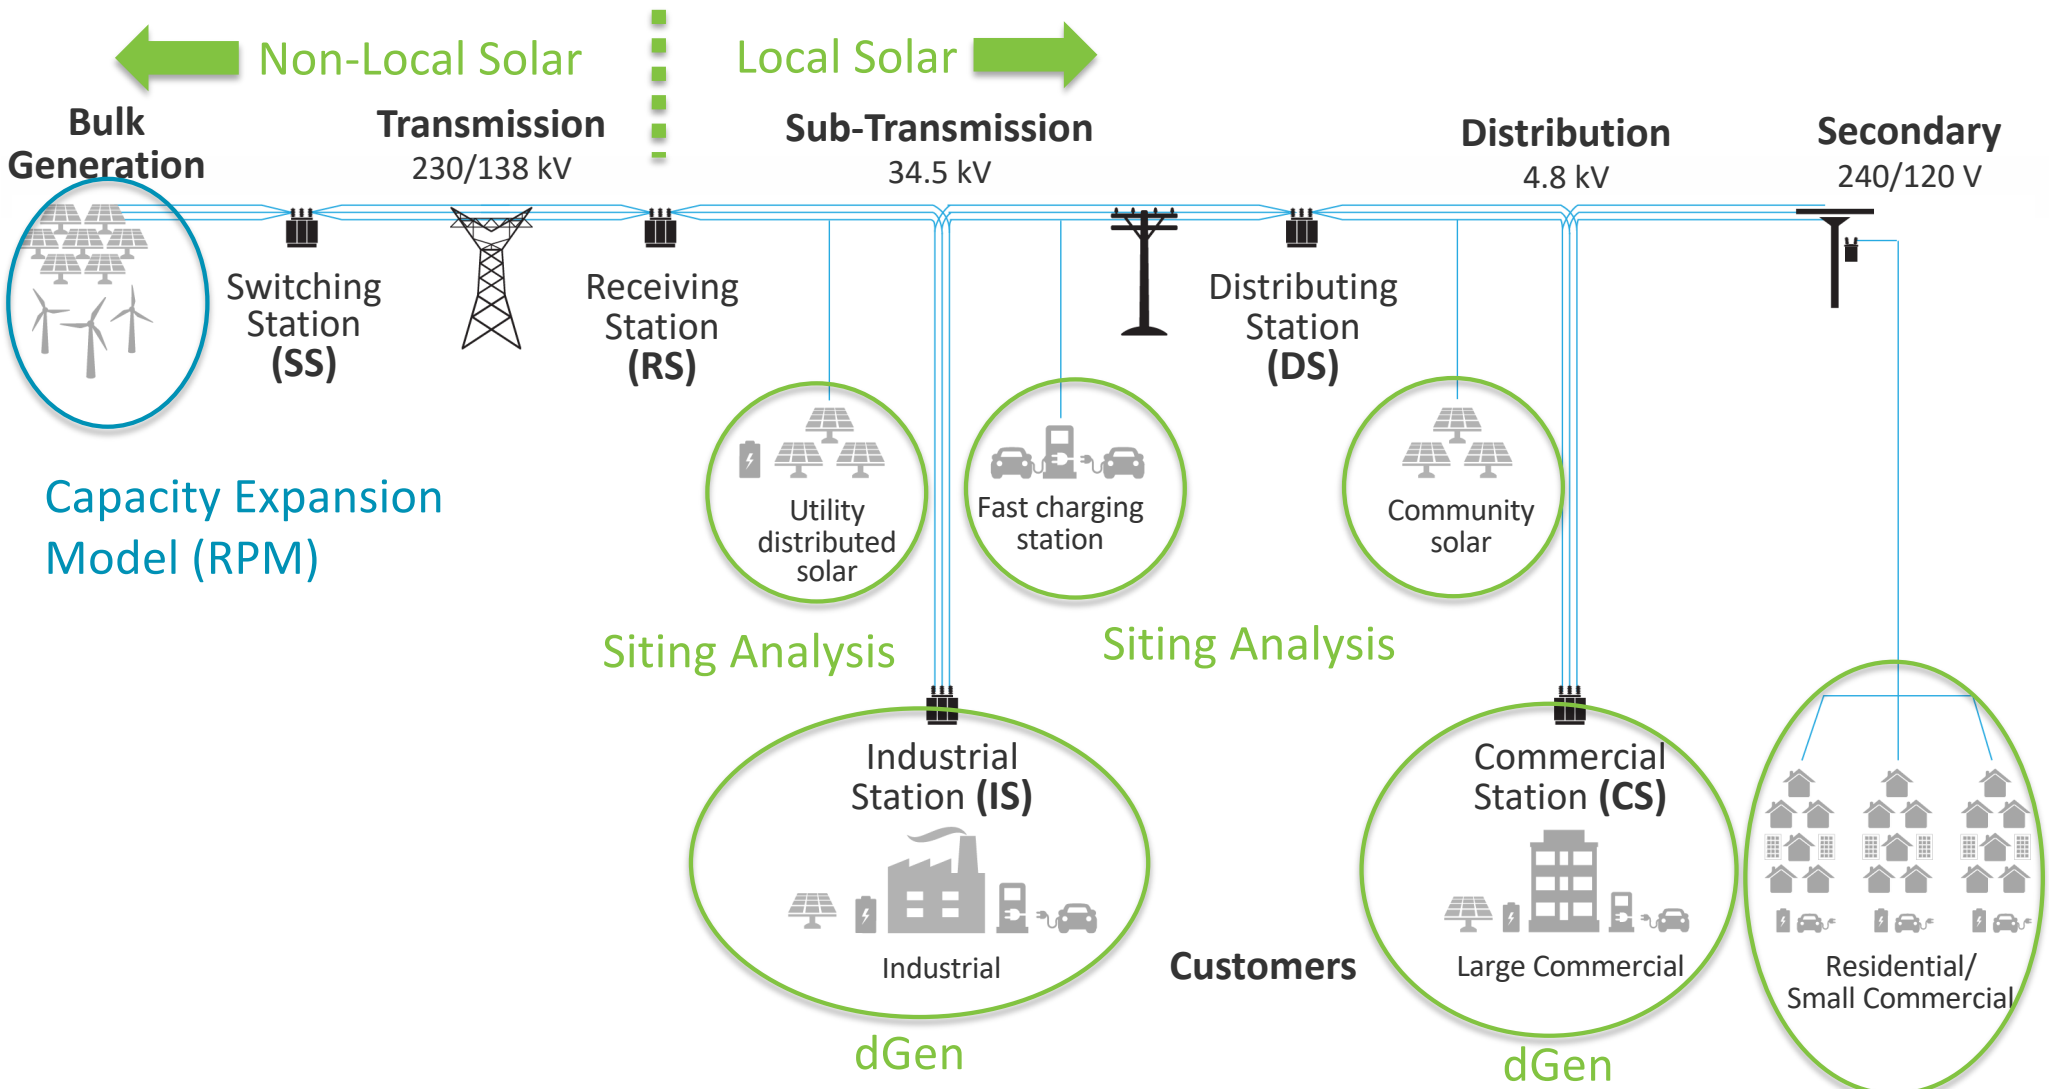 Non-Local Solar
Local Solar
Bulk
Generation
Transmission
230/138 kV
Sub-Transmission
34.5 kV
Distribution
4.8 kV
Secondary
240/120 V
Switching
Station
(SS)
Receiving
Station
(RS)
Distributing
Station
(DS)
Capacity Expansion
Model (RPM)
Utility
distributed
solar
Fast charging
station
Community
solar
Siting Analysis
Siting Analysis
Industrial
Station (IS)
Industrial
Customers
Commercial
Station (CS)
Large Commercial
Residential/
Small Commercial
dGen
dGen